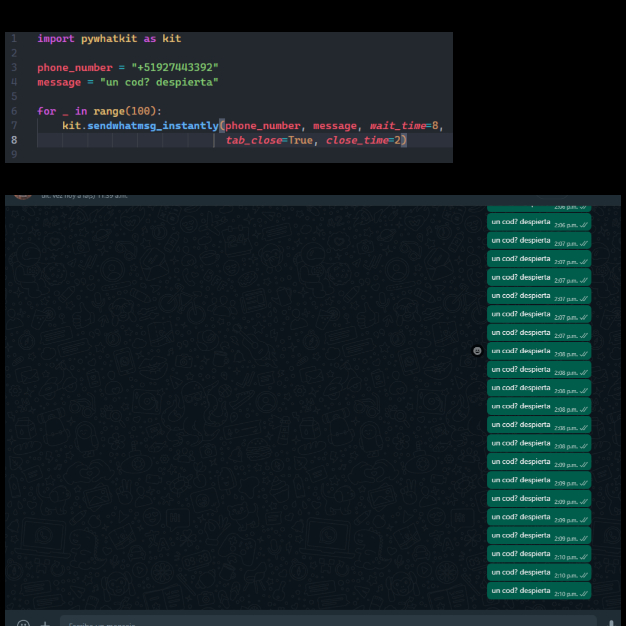 1 import pywhatkit as kit
2
3 phone_number = "+51927443392"
4 message = "un cod? despierta"
5
6 for _ in range(100):
7 kit.sendwhatmsg_instantly(phone_number, message, wait_time=8,
8 tab_close=True, close_time=2)
9
vez hoy a la(s) 11:59 a.m.
2:06 p.m.
un cod? despierta 2:06 p.m.
un cod? despierta 2:07 p.m.
un cod? despierta 2:07 p.m.
un cod? despierta 2:07 p.m.
un cod? despierta 2:07 p.m.
un cod? despierta 2:07 p.m.
un cod? despierta 2:07 p.m.
un cod? despierta 2:08 p.m.
un cod? despierta 2:08 p.m.
un cod? despierta 2:08 p.m.
un cod? despierta 2:08 p.m.
un cod? despierta 2:08 p.m.
un cod? despierta 2:08 p.m.
un cod? despierta 2:09 p.m.
un cod? despierta 2:09 p.m.
un cod? despierta 2:09 p.m.
un cod? despierta 2:09 p.m.
un cod? despierta 2:09 p.m.
un cod? despierta 2:10 p.m.
un cod? despierta 2:10 p.m.
un cod? despierta 2:10 p.m.
Escribe un mensaje